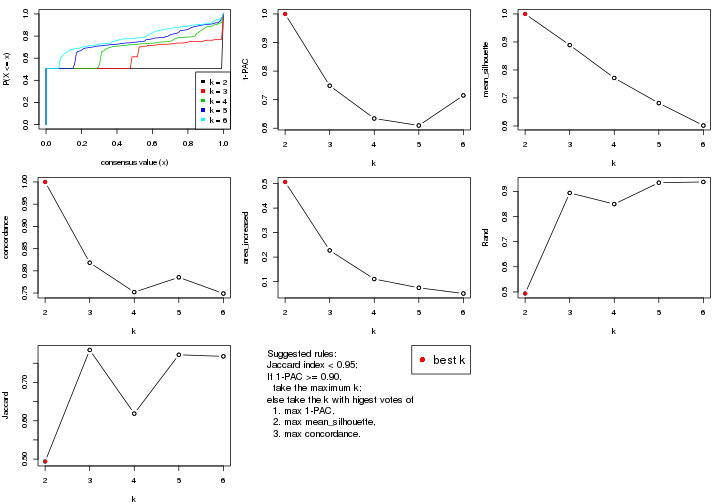 P(X <= x)
0.0 0.2 0.4 0.6 0.8 1.0
k = 2
k = 3
k = 4
k = 5
k = 6
0.0 0.2 0.4 0.6 0.8 1.0
consensus value (x)
1-PAC
0.6 0.7 0.8 0.9 1.0
2 3 4 5 6
k
mean_silhouette
0.6 0.7 0.8 0.9 1.0
2 3 4 5 6
k
concordance
0.75 0.80 0.85 0.90 0.95 1.00
2 3 4 5 6
k
area_increased
0.1 0.2 0.3 0.4 0.5
2 3 4 5 6
k
Rand
0.5 0.6 0.7 0.8 0.9
2 3 4 5 6
k
Jaccard
0.50 0.60 0.70
2 3 4 5 6
k
Suggested rules:
Jaccard index < 0.95;
If 1-PAC >= 0.90,
take the maximum k;
else take the k with higest votes of
1. max 1-PAC,
2. max mean_silhouette,
3. max concordance.
best k